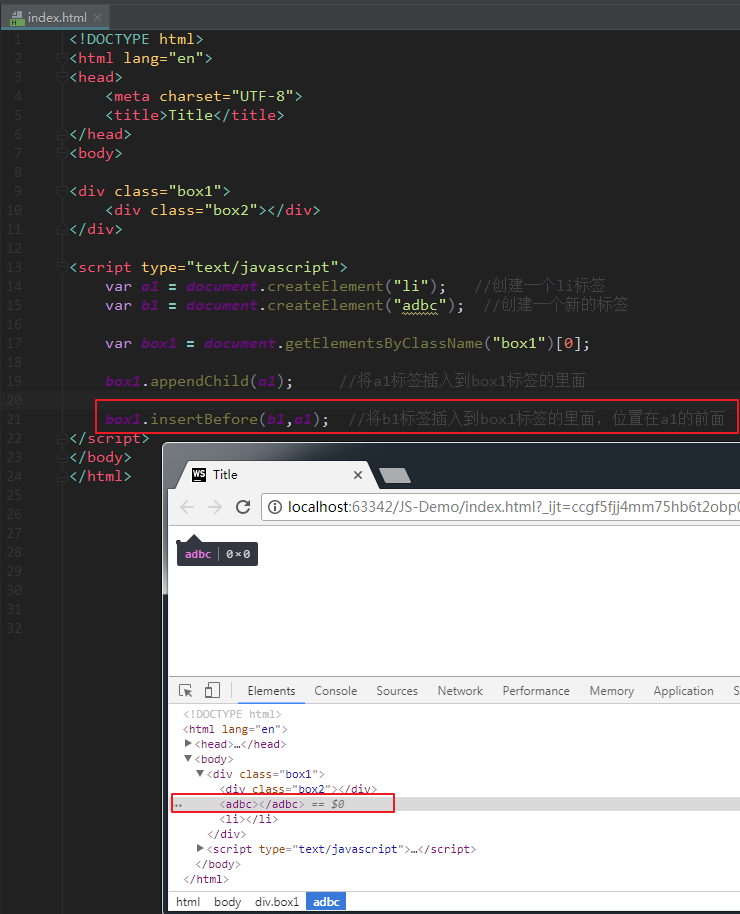 index.html
1 <!DOCTYPE html>
2 <html lang="en">
3 <head>
4     <meta charset="UTF-8">
5     <title>Title</title>
6 </head>
7 <body>
8
9 <div class="box1">
10     <div class="box2"></div>
11 </div>
12
13 <script type="text/javascript">
14     var a1 = document.createElement("li");   //创建一个li标签
15     var b1 = document.createElement("adbc");  //创建一个新的标签
16
17     var box1 = document.getElementsByClassName("box1")[0];
18
19     box1.appendChild(a1);     //将a1标签插入到box1标签的里面
20
21     box1.insertBefore(b1,a1);  //将b1标签插入到box1标签的里面，位置在a1的前面
22 </script>
23 </body>
24 </html>
25
26
27
28
29
30
31
32
WS Title
localhost:63342/JS-Demo/index.html?_ijt=ccgf5fjj4mm75hb6t2obp
adbc | 0×0
Elements Console Sources Network Performance Memory Application S
<!DOCTYPE html>
<html lang="en">
<head>…</head>
<body>
<div class="box1">
<div class="box2"></div>
<adbc></adbc> == $0
<li></li>
</div>
<script type="text/javascript">…</script>
</body>
</html>
html body div.box1 adbc